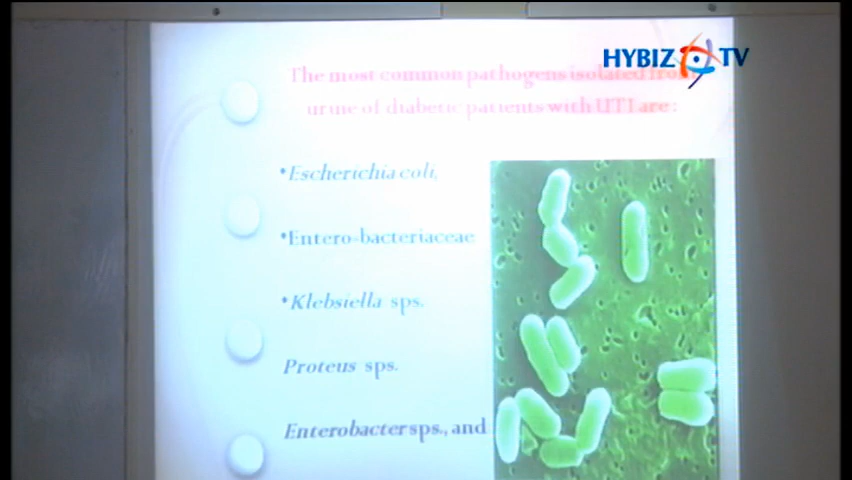 HYBIZ TV
The most common pathogens isolated from
urine of diabetic patients with UTI are:
•Escherichia coli,
•Entero-bacteriaceae
•Klebsiella sps.
Proteus sps.
Enterobacter sps., and